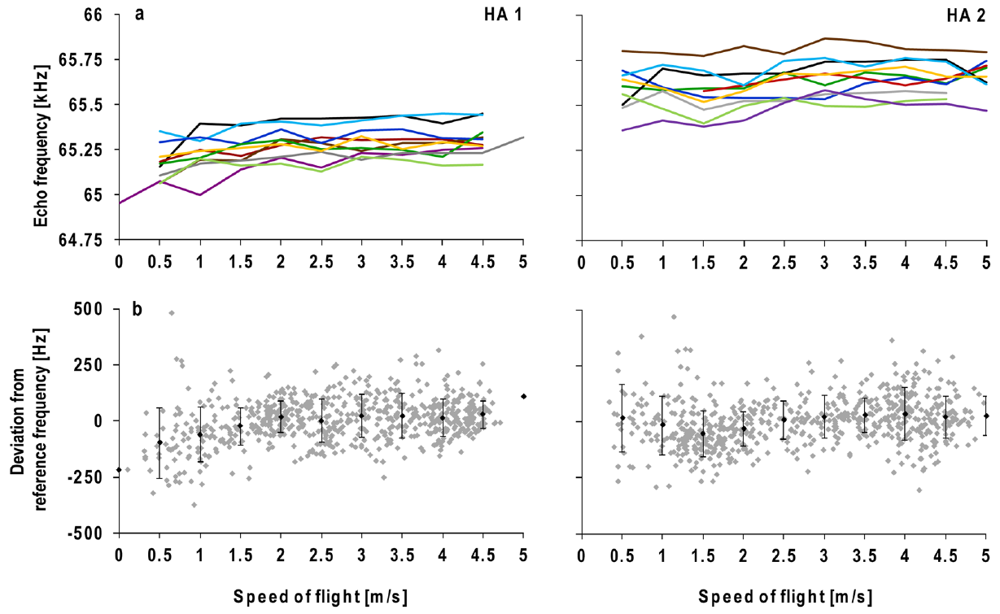 a
HA 1
HA 2
66
65.75
65.5
65.25
65
64.75
Echo frequency [kHz]
0 0.5 1 1.5 2 2.5 3 3.5 4 4.5 5
0 0.5 1 1.5 2 2.5 3 3.5 4 4.5 5
b
500
250
0
-250
-500
Deviation from
reference frequency [Hz]
0 0.5 1 1.5 2 2.5 3 3.5 4 4.5 5
0 0.5 1 1.5 2 2.5 3 3.5 4 4.5 5
Speed of flight [m/s]
Speed of flight [m/s]